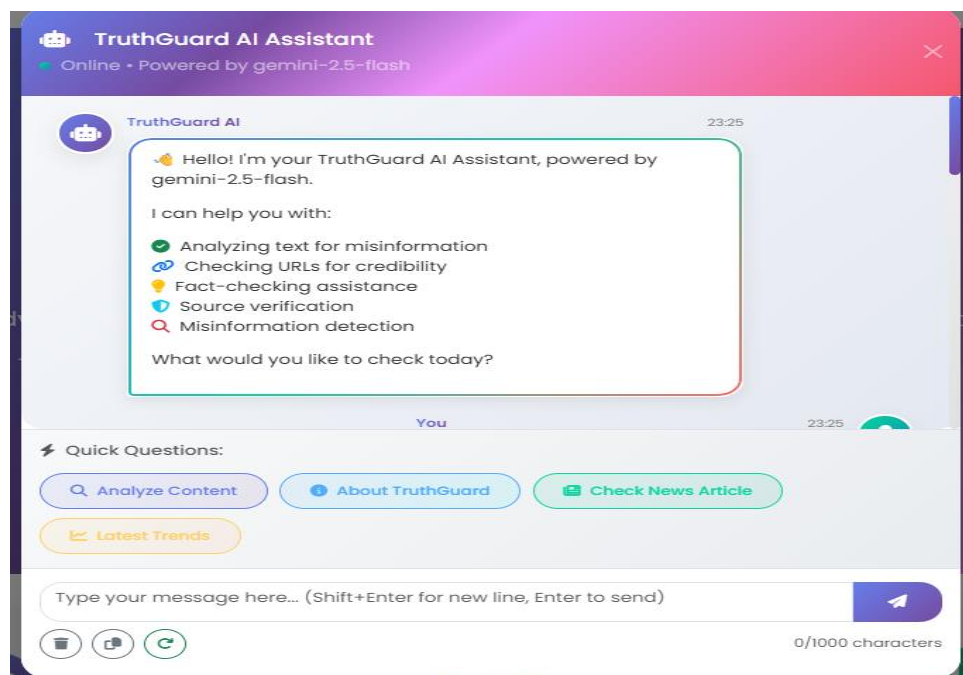 TruthGuard AI Assistant
Online • Powered by gemini-2.5-flash
TruthGuard AI 23:25
👋 Hello! I'm your TruthGuard AI Assistant, powered by
gemini-2.5-flash.
I can help you with:
Analyzing text for misinformation
Checking URLs for credibility
Fact-checking assistance
Source verification
Misinformation detection
What would you like to check today?
You 23:25
Quick Questions:
Analyze Content About TruthGuard Check News Article
Latest Trends
Type your message here... (Shift+Enter for new line, Enter to send)
0/1000 characters